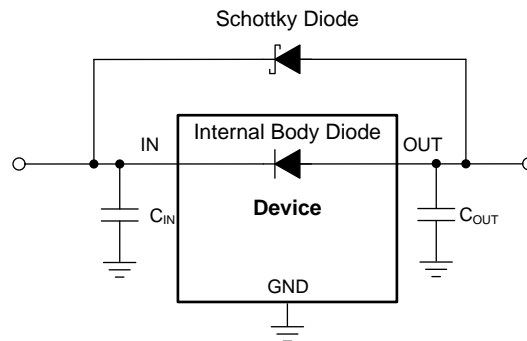 Schottky Diode
IN
Internal Body Diode
OUT
CIN
Device
COUT
GND